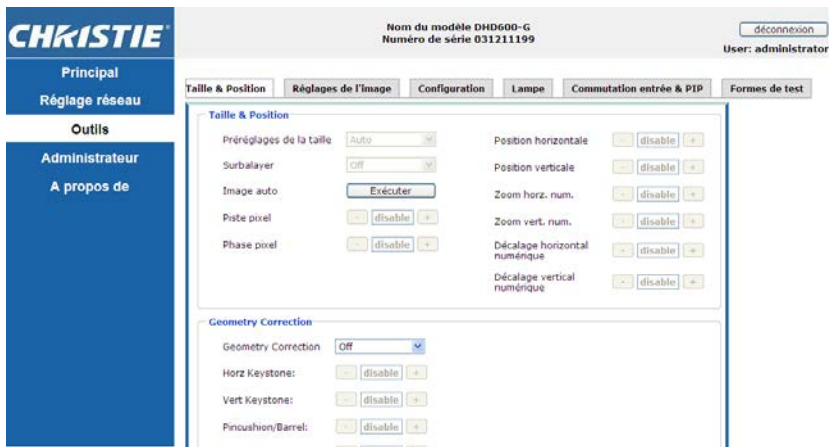 CHRISTIE
Nom du modèle DHD600-G
Numéro de série 031211199
déconnexion
User: administrator
Principal
Réglage réseau
Outils
Administrateur
A propos de
Taille & Position
Réglages de l'image
Configuration
Lampe
Commutation entrée & PIP
Formes de test
Taille & Position
Préréglages de la taille Auto
Surbalayer Off
Image auto Exécuter
Piste pixel - disable +
Phase pixel - disable +
Position horizontale - disable +
Position verticale - disable +
Zoom horz. num. - disable +
Zoom vert. num. - disable +
Décalage horizontal
numérique - disable +
Décalage vertical
numérique - disable +
Geometry Correction
Geometry Correction Off
Horz Keystone: - disable +
Vert Keystone: - disable +
Pincushion/Barrel: - disable +